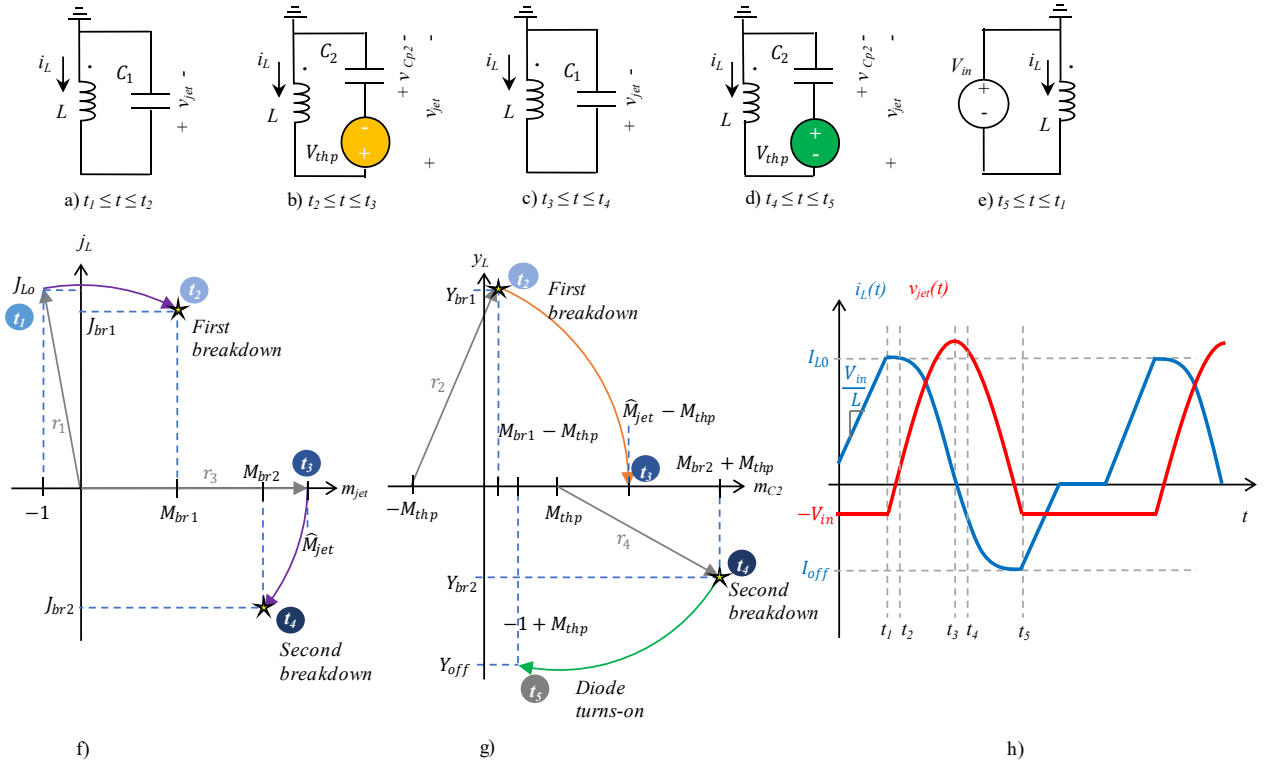 i_L
L
C_1
+ v_jet -
a) t_1 ≤ t ≤ t_2
i_L
L
C_2
-
+
V_thp
+ v_Cp2 -
+ v_jet -
b) t_2 ≤ t ≤ t_3
i_L
L
C_1
+ v_jet -
c) t_3 ≤ t ≤ t_4
i_L
L
C_2
+
-
V_thp
+ v_Cp2 -
+ v_jet -
d) t_4 ≤ t ≤ t_5
V_in
+
-
i_L
L
e) t_5 ≤ t ≤ t_1
j_L
J_Lo
t_1
t_2
J_br1
First
breakdown
r_1
r_3
M_br2
t_3
m_jet
-1
M_br1
M̂_jet
J_br2
t_4
Second
breakdown
f)
y_L
Y_br1
t_2
First
breakdown
r_2
M̂_jet − M_thp
M_br1 − M_thp
t_3
M_br2 + M_thp
m_C2
−M_thp
M_thp
r_4
t_4
Y_br2
Second
breakdown
−1 + M_thp
Y_off
t_5
Diode
turns-on
g)
i_L(t)
v_jet(t)
I_L0
V_in
L
−V_in
t
I_off
t_1 t_2 t_3 t_4 t_5
h)